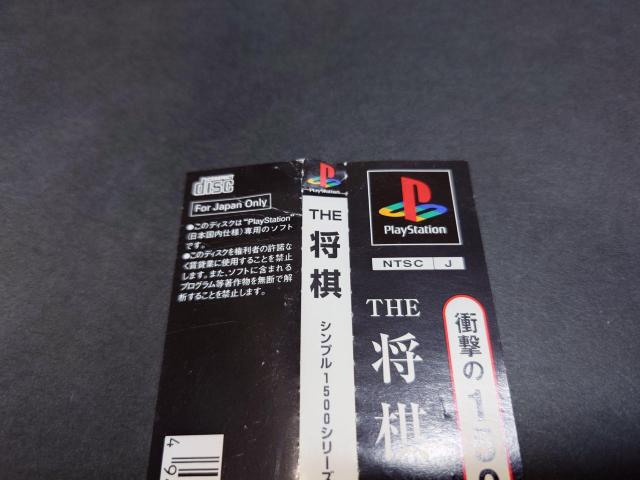 COMPACT
disc
For Japan Only
●このディスクは"PlayStation"
(日本国内仕様)専用のソフト
です。
●このディスクを権利者の許諾な
く賃貸業に使用することを禁止
します。また、ソフトに含まれる
プログラム等著作物を無断で解
析することを禁止します。
4
PlayStation
THE
将棋
シンプル1500シリーズ
PlayStation
NTSC J
THE
将棋
衝撃の150